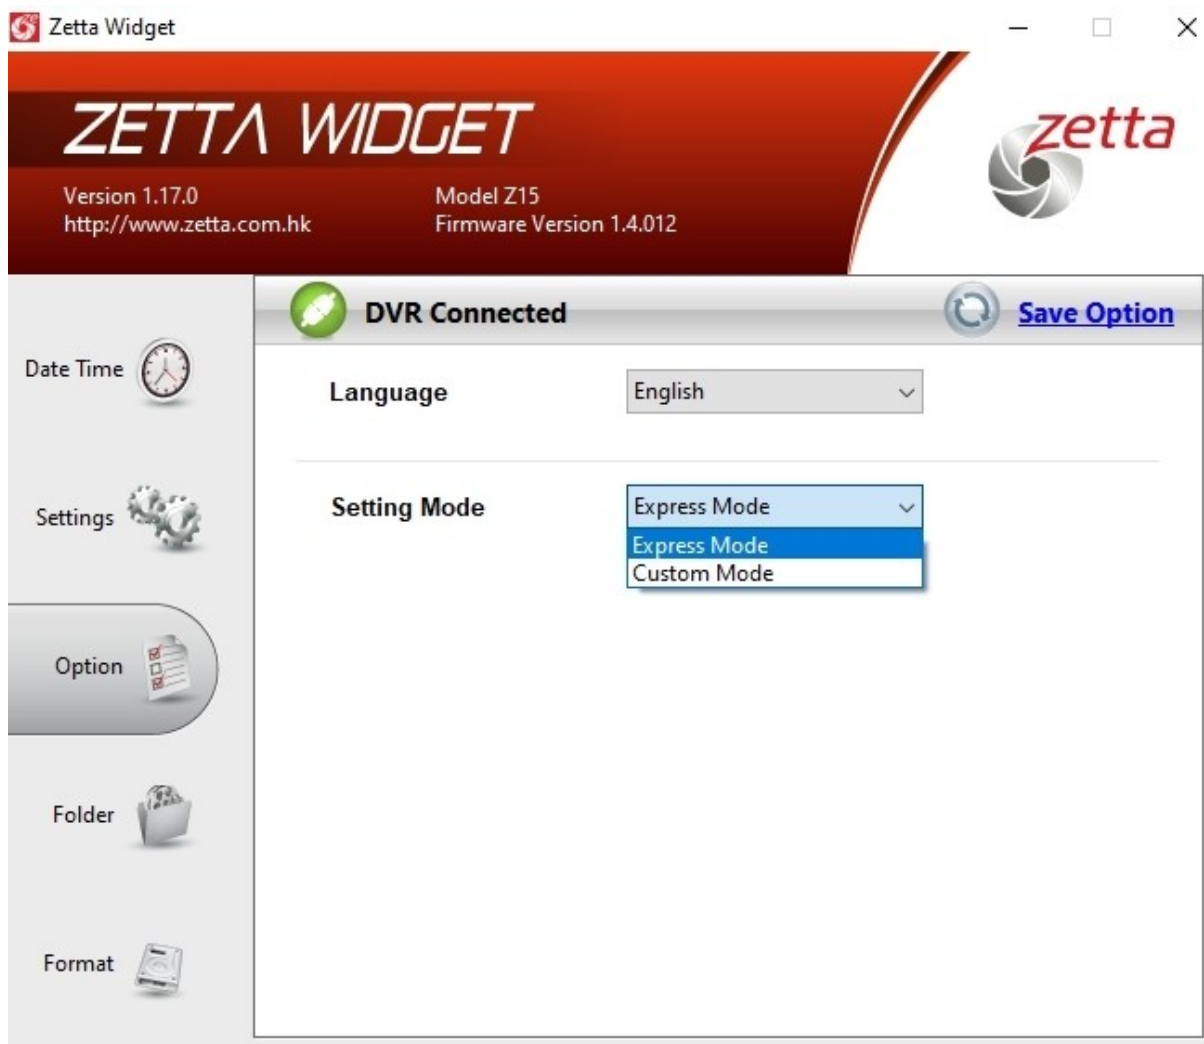 Zetta Widget
ZETTA WIDGET
zetta
Version 1.17.0 Model Z15
http://www.zetta.com.hk Firmware Version 1.4.012
DVR Connected Save Option
Date Time
Language English
Settings
Setting Mode Express Mode
Express Mode
Custom Mode
Option
Folder
Format